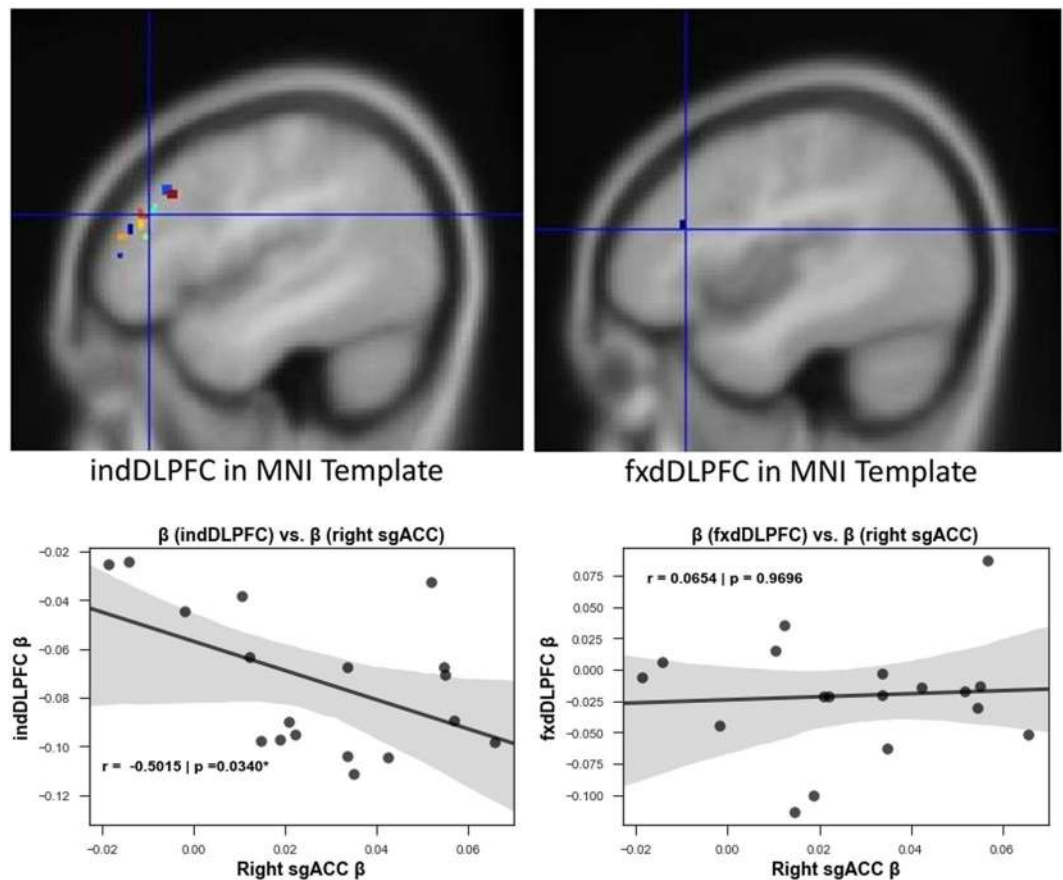 indDLPFC in MNI Template
fxdDLPFC in MNI Template
β (indDLPFC) vs. β (right sgACC)
-0.02
-0.04
-0.06
-0.08
-0.10
-0.12
indDLPFC β
r = -0.5015 | p =0.0340*
-0.02
0.00
0.02
0.04
0.06
Right sgACC β
β (fxdDLPFC) vs. β (right sgACC)
0.075
0.050
0.025
0.000
-0.025
-0.050
-0.075
-0.100
fxdDLPFC β
r = 0.0654 | p = 0.9696
-0.02
0.00
0.02
0.04
0.06
Right sgACC β